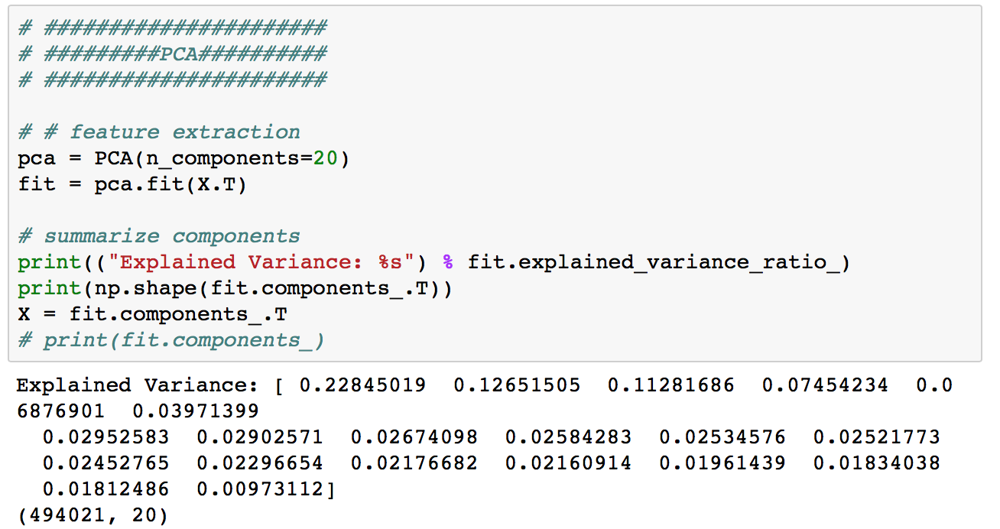 # ######################
# #########PCA##########
# ######################
# # feature extraction
pca = PCA(n_components=20)
fit = pca.fit(X.T)
# summarize components
print(("Explained Variance: %s") % fit.explained_variance_ratio_)
print(np.shape(fit.components_.T))
X = fit.components_.T
# print(fit.components_)
Explained Variance: [ 0.22845019  0.12651505  0.11281686  0.07454234  0.0
6876901  0.03971399
  0.02952583  0.02902571  0.02674098  0.02584283  0.02534576  0.02521773
  0.02452765  0.02296654  0.02176682  0.02160914  0.01961439  0.01834038
  0.01812486  0.00973112]
(494021, 20)